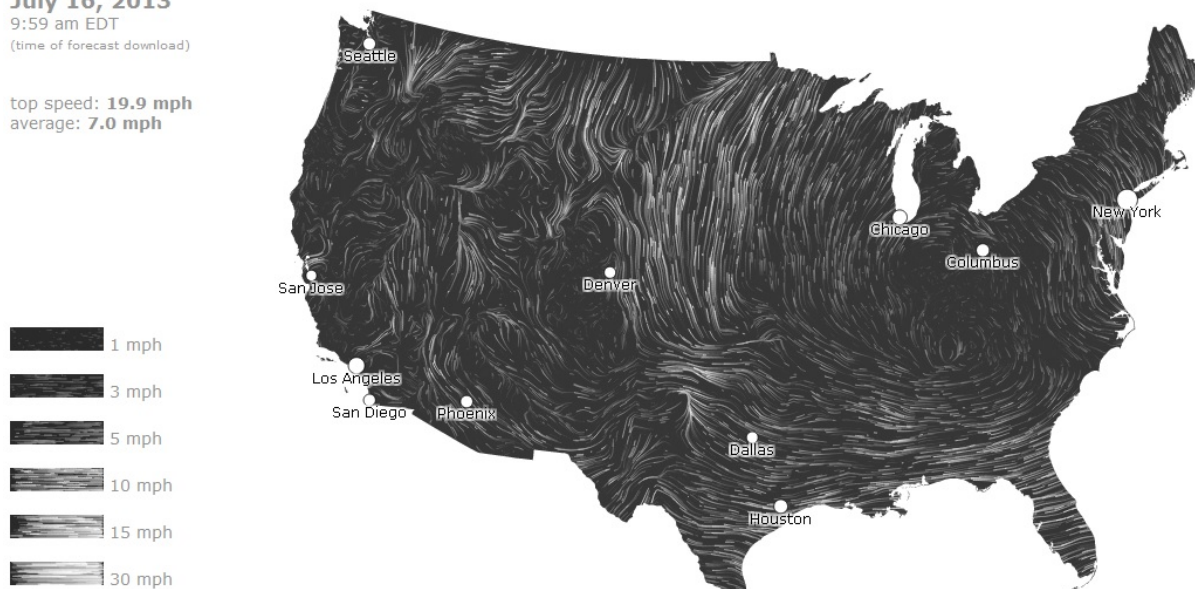 July 16, 2013
9:59 am EDT
(time of forecast download)
top speed: 19.9 mph
average: 7.0 mph
1 mph
3 mph
5 mph
10 mph
15 mph
30 mph
Seattle
New York
Chicago
Columbus
Denver
San Jose
Los Angeles
San Diego
Phoenix
Dallas
Houston